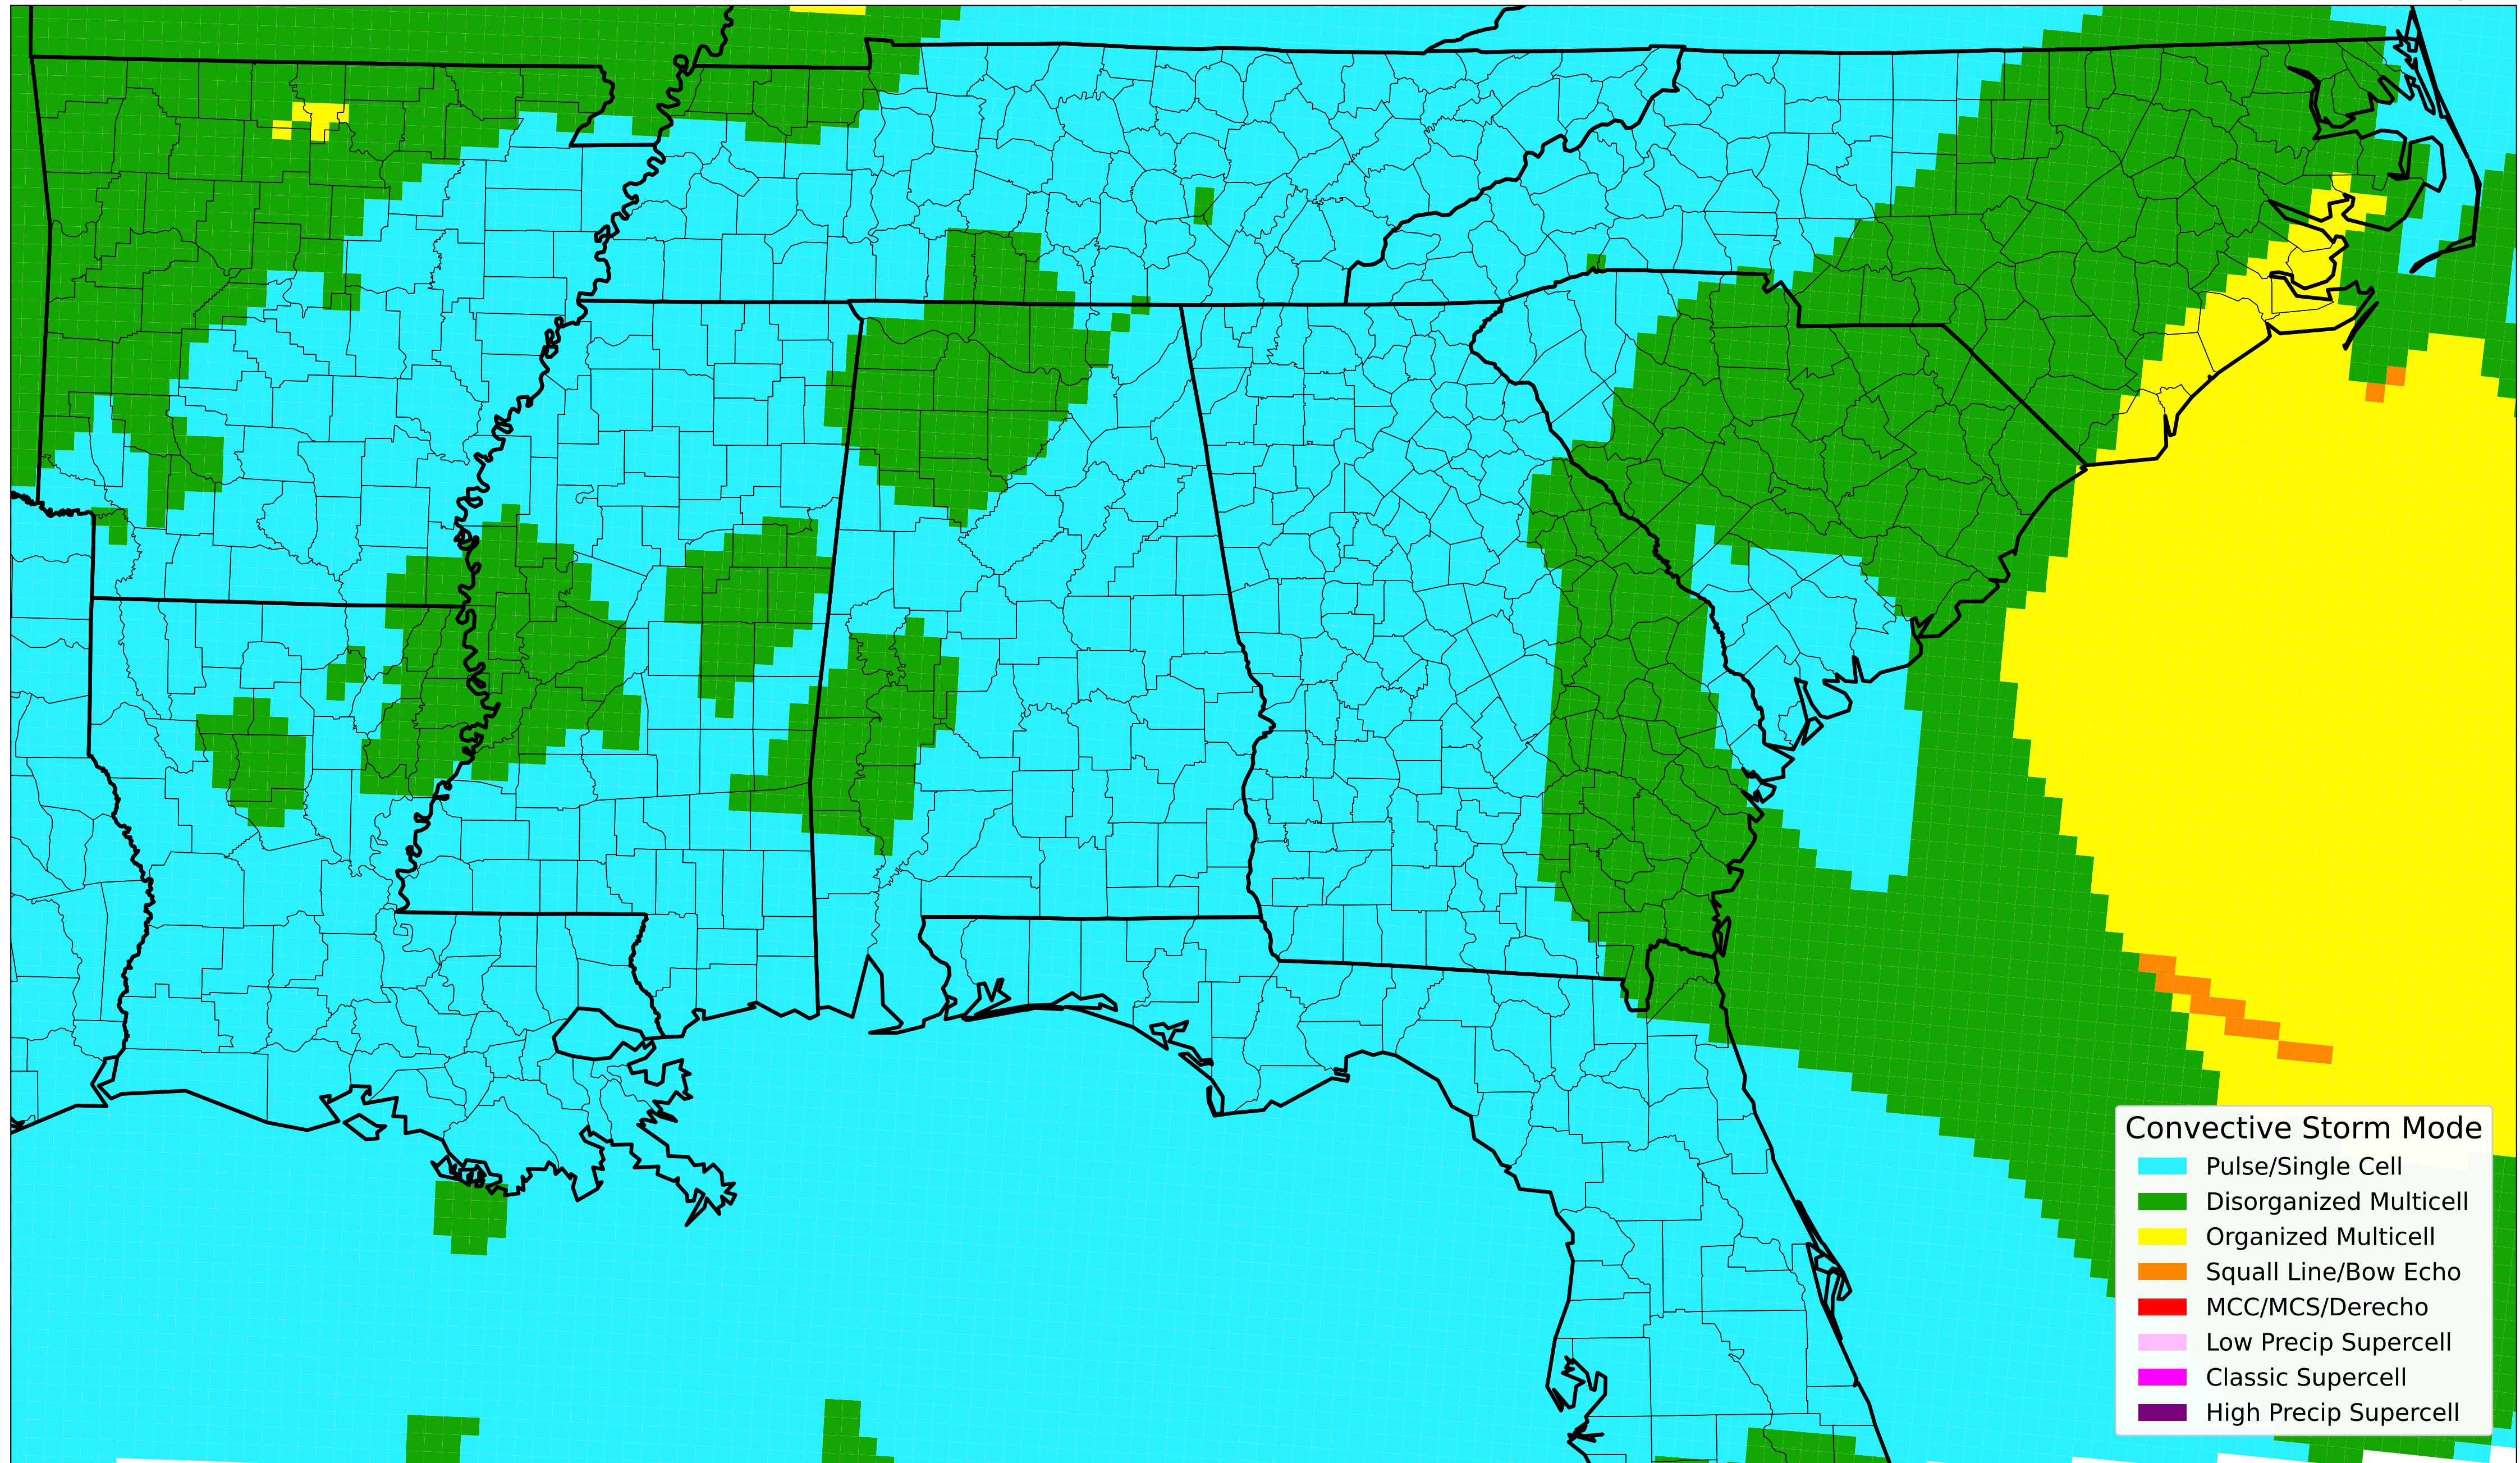 Convective Storm Mode
Pulse/Single Cell
Disorganized Multicell
Organized Multicell
Squall Line/Bow Echo
MCC/MCS/Derecho
Low Precip Supercell
Classic Supercell
High Precip Supercell